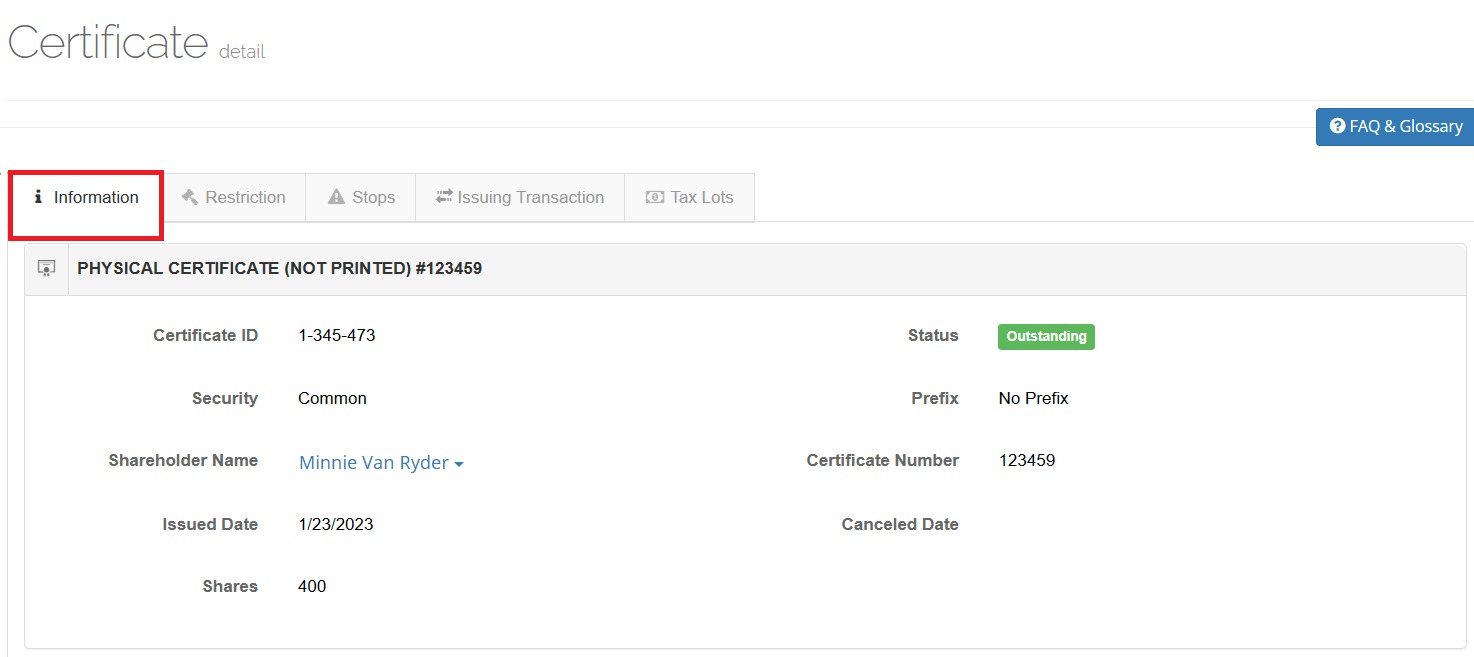 Certificate detail
FAQ & Glossary
Information Restriction Stops Issuing Transaction Tax Lots
PHYSICAL CERTIFICATE (NOT PRINTED) #123459
Certificate ID 1-345-473 Status Outstanding
Security Common Prefix No Prefix
Shareholder Name Minnie Van Ryder Certificate Number 123459
Issued Date 1/23/2023 Canceled Date
Shares 400